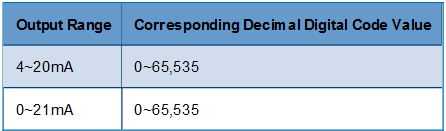 Output Range Corresponding Decimal Digital Code Value
4~20mA 0~65,535
0~21mA 0~65,535